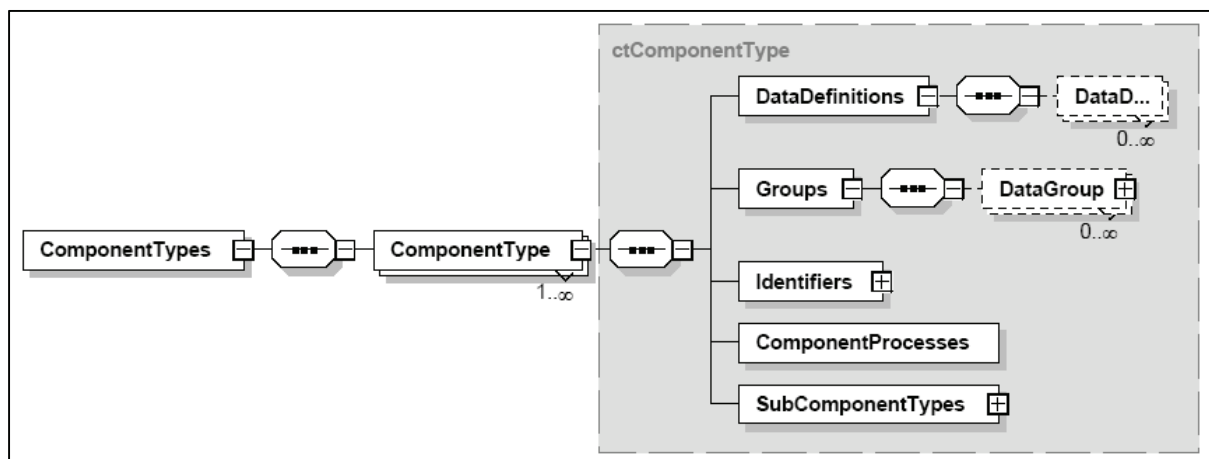 ctComponentType
DataDefinitions
DataD...
0..∞
Groups
DataGroup
0..∞
ComponentTypes
ComponentType
1..∞
Identifiers
ComponentProcesses
SubComponentTypes